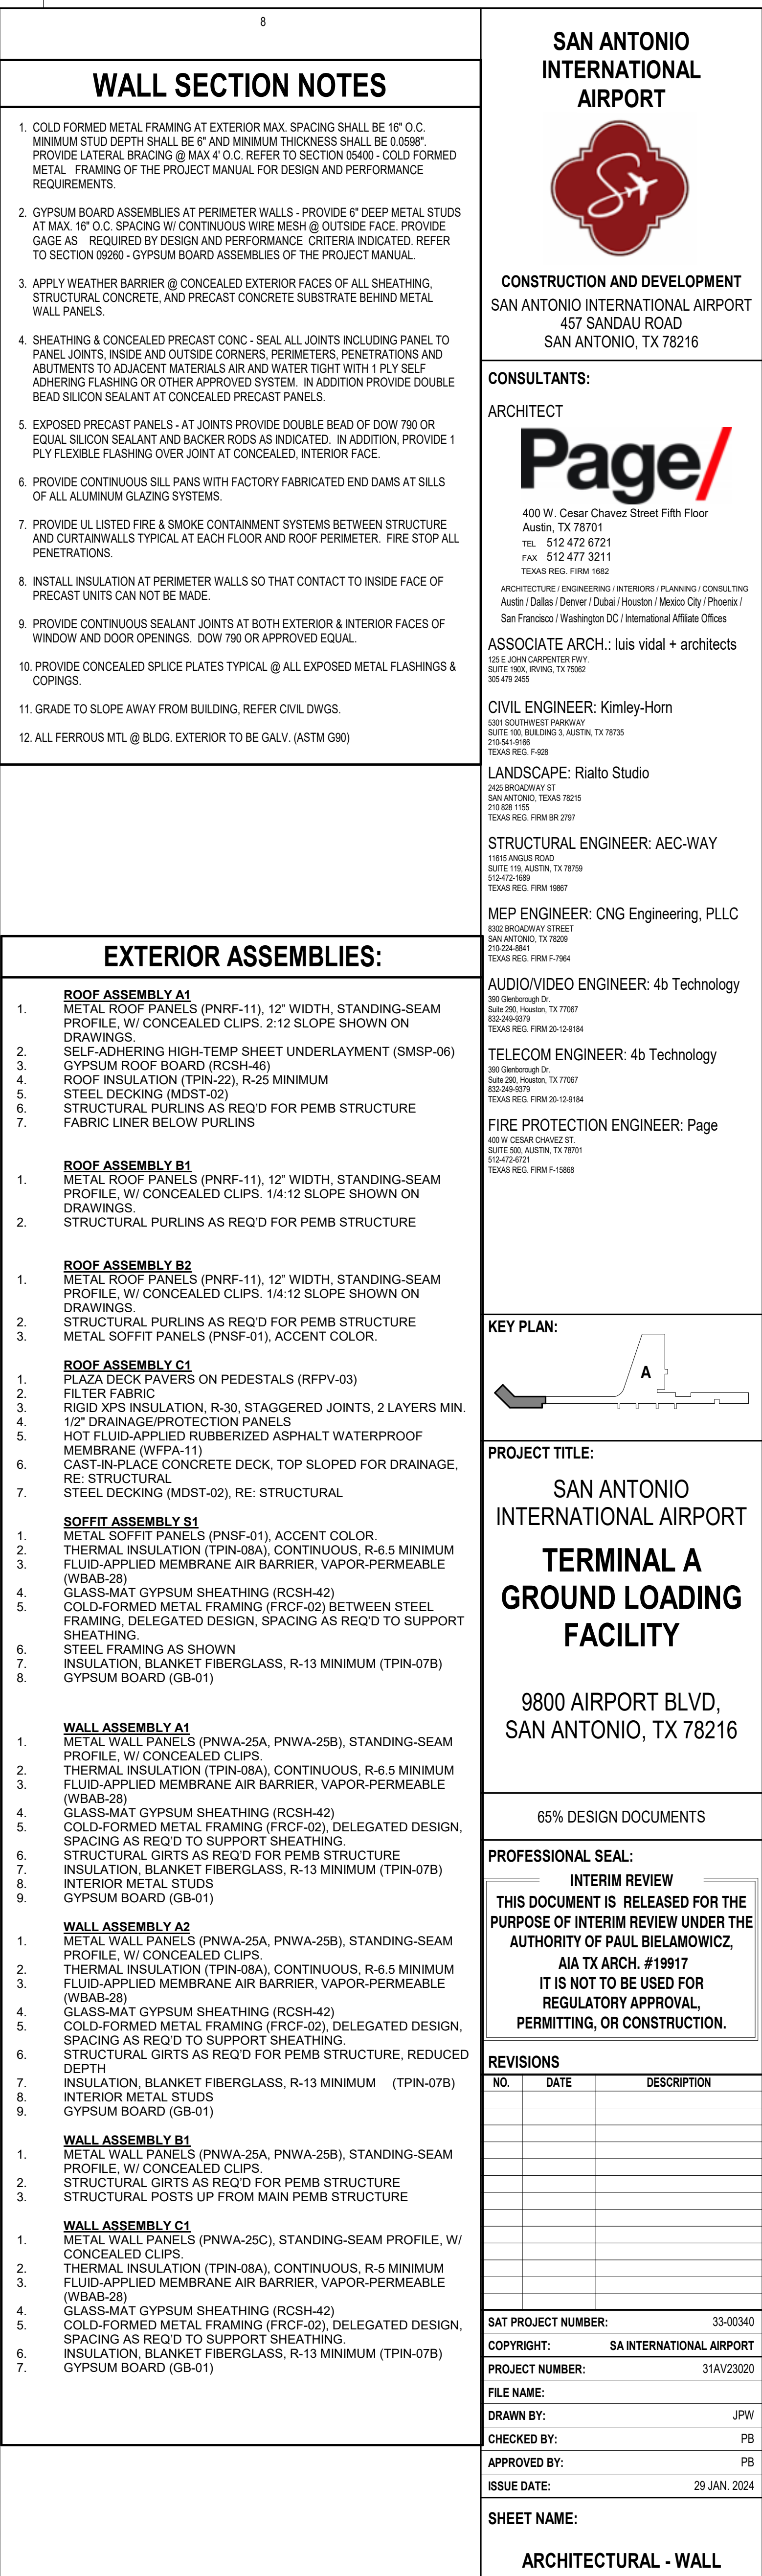 8
WALL SECTION NOTES
1. COLD FORMED METAL FRAMING AT EXTERIOR MAX. SPACING SHALL BE 16" O.C.
MINIMUM STUD DEPTH SHALL BE 6" AND MINIMUM THICKNESS SHALL BE 0.0598".
PROVIDE LATERAL BRACING @ MAX 4' O.C. REFER TO SECTION 05400 - COLD FORMED
METAL FRAMING OF THE PROJECT MANUAL FOR DESIGN AND PERFORMANCE
REQUIREMENTS.
2. GYPSUM BOARD ASSEMBLIES AT PERIMETER WALLS - PROVIDE 6" DEEP METAL STUDS
AT MAX. 16" O.C. SPACING W/ CONTINUOUS WIRE MESH @ OUTSIDE FACE. PROVIDE
GAGE AS REQUIRED BY DESIGN AND PERFORMANCE CRITERIA INDICATED. REFER
TO SECTION 09260 - GYPSUM BOARD ASSEMBLIES OF THE PROJECT MANUAL.
3. APPLY WEATHER BARRIER @ CONCEALED EXTERIOR FACES OF ALL SHEATHING,
STRUCTURAL CONCRETE, AND PRECAST CONCRETE SUBSTRATE BEHIND METAL
WALL PANELS.
4. SHEATHING & CONCEALED PRECAST CONC - SEAL ALL JOINTS INCLUDING PANEL TO
PANEL JOINTS, INSIDE AND OUTSIDE CORNERS, PERIMETERS, PENETRATIONS AND
ABUTMENTS TO ADJACENT MATERIALS AIR AND WATER TIGHT WITH 1 PLY SELF
ADHERING FLASHING OR OTHER APPROVED SYSTEM. IN ADDITION PROVIDE DOUBLE
BEAD SILICON SEALANT AT CONCEALED PRECAST PANELS.
5. EXPOSED PRECAST PANELS - AT JOINTS PROVIDE DOUBLE BEAD OF DOW 790 OR
EQUAL SILICON SEALANT AND BACKER RODS AS INDICATED. IN ADDITION, PROVIDE 1
PLY FLEXIBLE FLASHING OVER JOINT AT CONCEALED, INTERIOR FACE.
6. PROVIDE CONTINUOUS SILL PANS WITH FACTORY FABRICATED END DAMS AT SILLS
OF ALL ALUMINUM GLAZING SYSTEMS.
7. PROVIDE UL LISTED FIRE & SMOKE CONTAINMENT SYSTEMS BETWEEN STRUCTURE
AND CURTAINWALLS TYPICAL AT EACH FLOOR AND ROOF PERIMETER. FIRE STOP ALL
PENETRATIONS.
8. INSTALL INSULATION AT PERIMETER WALLS SO THAT CONTACT TO INSIDE FACE OF
PRECAST UNITS CAN NOT BE MADE.
9. PROVIDE CONTINUOUS SEALANT JOINTS AT BOTH EXTERIOR & INTERIOR FACES OF
WINDOW AND DOOR OPENINGS. DOW 790 OR APPROVED EQUAL.
10. PROVIDE CONCEALED SPLICE PLATES TYPICAL @ ALL EXPOSED METAL FLASHINGS &
COPINGS.
11. GRADE TO SLOPE AWAY FROM BUILDING, REFER CIVIL DWGS.
12. ALL FERROUS MTL @ BLDG. EXTERIOR TO BE GALV. (ASTM G90)
EXTERIOR ASSEMBLIES:
ROOF ASSEMBLY A1
1. METAL ROOF PANELS (PNRF-11), 12" WIDTH, STANDING-SEAM
PROFILE, W/ CONCEALED CLIPS. 2:12 SLOPE SHOWN ON
DRAWINGS.
2. SELF-ADHERING HIGH-TEMP SHEET UNDERLAYMENT (SMSP-06)
3. GYPSUM ROOF BOARD (RCSH-46)
4. ROOF INSULATION (TPIN-22), R-25 MINIMUM
5. STEEL DECKING (MDST-02)
6. STRUCTURAL PURLINS AS REQ'D FOR PEMB STRUCTURE
7. FABRIC LINER BELOW PURLINS
ROOF ASSEMBLY B1
1. METAL ROOF PANELS (PNRF-11), 12" WIDTH, STANDING-SEAM
PROFILE, W/ CONCEALED CLIPS. 1/4:12 SLOPE SHOWN ON
DRAWINGS.
2. STRUCTURAL PURLINS AS REQ'D FOR PEMB STRUCTURE
ROOF ASSEMBLY B2
1. METAL ROOF PANELS (PNRF-11), 12" WIDTH, STANDING-SEAM
PROFILE, W/ CONCEALED CLIPS. 1/4:12 SLOPE SHOWN ON
DRAWINGS.
2. STRUCTURAL PURLINS AS REQ'D FOR PEMB STRUCTURE
3. METAL SOFFIT PANELS (PNSF-01), ACCENT COLOR.
ROOF ASSEMBLY C1
1. PLAZA DECK PAVERS ON PEDESTALS (RFPV-03)
2. FILTER FABRIC
3. RIGID XPS INSULATION, R-30, STAGGERED JOINTS, 2 LAYERS MIN.
4. 1/2" DRAINAGE/PROTECTION PANELS
5. HOT FLUID-APPLIED RUBBERIZED ASPHALT WATERPROOF
MEMBRANE (WFPA-11)
6. CAST-IN-PLACE CONCRETE DECK, TOP SLOPED FOR DRAINAGE,
RE: STRUCTURAL
7. STEEL DECKING (MDST-02), RE: STRUCTURAL
SOFFIT ASSEMBLY S1
1. METAL SOFFIT PANELS (PNSF-01), ACCENT COLOR.
2. THERMAL INSULATION (TPIN-08A), CONTINUOUS, R-6.5 MINIMUM
3. FLUID-APPLIED MEMBRANE AIR BARRIER, VAPOR-PERMEABLE
(WBAB-28)
4. GLASS-MAT GYPSUM SHEATHING (RCSH-42)
5. COLD-FORMED METAL FRAMING (FRCF-02) BETWEEN STEEL
FRAMING, DELEGATED DESIGN, SPACING AS REQ'D TO SUPPORT
SHEATHING.
6. STEEL FRAMING AS SHOWN
7. INSULATION, BLANKET FIBERGLASS, R-13 MINIMUM (TPIN-07B)
8. GYPSUM BOARD (GB-01)
WALL ASSEMBLY A1
1. METAL WALL PANELS (PNWA-25A, PNWA-25B), STANDING-SEAM
PROFILE, W/ CONCEALED CLIPS.
2. THERMAL INSULATION (TPIN-08A), CONTINUOUS, R-6.5 MINIMUM
3. FLUID-APPLIED MEMBRANE AIR BARRIER, VAPOR-PERMEABLE
(WBAB-28)
4. GLASS-MAT GYPSUM SHEATHING (RCSH-42)
5. COLD-FORMED METAL FRAMING (FRCF-02), DELEGATED DESIGN,
SPACING AS REQ'D TO SUPPORT SHEATHING.
6. STRUCTURAL GIRTS AS REQ'D FOR PEMB STRUCTURE
7. INSULATION, BLANKET FIBERGLASS, R-13 MINIMUM (TPIN-07B)
8. INTERIOR METAL STUDS
9. GYPSUM BOARD (GB-01)
WALL ASSEMBLY A2
1. METAL WALL PANELS (PNWA-25A, PNWA-25B), STANDING-SEAM
PROFILE, W/ CONCEALED CLIPS.
2. THERMAL INSULATION (TPIN-08A), CONTINUOUS, R-6.5 MINIMUM
3. FLUID-APPLIED MEMBRANE AIR BARRIER, VAPOR-PERMEABLE
(WBAB-28)
4. GLASS-MAT GYPSUM SHEATHING (RCSH-42)
5. COLD-FORMED METAL FRAMING (FRCF-02), DELEGATED DESIGN,
SPACING AS REQ'D TO SUPPORT SHEATHING.
6. STRUCTURAL GIRTS AS REQ'D FOR PEMB STRUCTURE, REDUCED
DEPTH
7. INSULATION, BLANKET FIBERGLASS, R-13 MINIMUM (TPIN-07B)
8. INTERIOR METAL STUDS
9. GYPSUM BOARD (GB-01)
WALL ASSEMBLY B1
1. METAL WALL PANELS (PNWA-25A, PNWA-25B), STANDING-SEAM
PROFILE, W/ CONCEALED CLIPS.
2. STRUCTURAL GIRTS AS REQ'D FOR PEMB STRUCTURE
3. STRUCTURAL POSTS UP FROM MAIN PEMB STRUCTURE
WALL ASSEMBLY C1
1. METAL WALL PANELS (PNWA-25C), STANDING-SEAM PROFILE, W/
CONCEALED CLIPS.
2. THERMAL INSULATION (TPIN-08A), CONTINUOUS, R-5 MINIMUM
3. FLUID-APPLIED MEMBRANE AIR BARRIER, VAPOR-PERMEABLE
(WBAB-28)
4. GLASS-MAT GYPSUM SHEATHING (RCSH-42)
5. COLD-FORMED METAL FRAMING (FRCF-02), DELEGATED DESIGN,
SPACING AS REQ'D TO SUPPORT SHEATHING.
6. INSULATION, BLANKET FIBERGLASS, R-13 MINIMUM (TPIN-07B)
7. GYPSUM BOARD (GB-01)
SAN ANTONIO
INTERNATIONAL
AIRPORT
CONSTRUCTION AND DEVELOPMENT
SAN ANTONIO INTERNATIONAL AIRPORT
457 SANDAU ROAD
SAN ANTONIO, TX 78216
CONSULTANTS:
ARCHITECT
Page/
400 W. Cesar Chavez Street Fifth Floor
Austin, TX 78701
TEL 512 472 6721
FAX 512 477 3211
TEXAS REG. FIRM 1682
ARCHITECTURE / ENGINEERING / INTERIORS / PLANNING / CONSULTING
Austin / Dallas / Denver / Dubai / Houston / Mexico City / Phoenix /
San Francisco / Washington DC / International Affiliate Offices
ASSOCIATE ARCH.: luis vidal + architects
125 E JOHN CARPENTER FWY.
SUITE 190X, IRVING, TX 75062
305 479 2455
CIVIL ENGINEER: Kimley-Horn
5301 SOUTHWEST PARKWAY
SUITE 100, BUILDING 3, AUSTIN, TX 78735
210-541-9166
TEXAS REG. F-928
LANDSCAPE: Rialto Studio
2425 BROADWAY ST
SAN ANTONIO, TEXAS 78215
210 828 1155
TEXAS REG. FIRM BR 2797
STRUCTURAL ENGINEER: AEC-WAY
11615 ANGUS ROAD
SUITE 119, AUSTIN, TX 78759
512-472-1689
TEXAS REG. FIRM 19867
MEP ENGINEER: CNG Engineering, PLLC
8302 BROADWAY STREET
SAN ANTONIO, TX 78209
210-224-8841
TEXAS REG. FIRM F-7964
AUDIO/VIDEO ENGINEER: 4b Technology
390 Glenborough Dr.
Suite 290, Houston, TX 77067
832-249-9379
TEXAS REG. FIRM 20-12-9184
TELECOM ENGINEER: 4b Technology
390 Glenborough Dr.
Suite 290, Houston, TX 77067
832-249-9379
TEXAS REG. FIRM 20-12-9184
FIRE PROTECTION ENGINEER: Page
400 W CESAR CHAVEZ ST.
SUITE 500, AUSTIN, TX 78701
512-472-6721
TEXAS REG. FIRM F-15868
KEY PLAN:
A
PROJECT TITLE:
SAN ANTONIO
INTERNATIONAL AIRPORT
TERMINAL A
GROUND LOADING
FACILITY
9800 AIRPORT BLVD,
SAN ANTONIO, TX 78216
65% DESIGN DOCUMENTS
PROFESSIONAL SEAL:
INTERIM REVIEW
THIS DOCUMENT IS RELEASED FOR THE
PURPOSE OF INTERIM REVIEW UNDER THE
AUTHORITY OF PAUL BIELAMOWICZ,
AIA TX ARCH. #19917
IT IS NOT TO BE USED FOR
REGULATORY APPROVAL,
PERMITTING, OR CONSTRUCTION.
REVISIONS
NO. DATE DESCRIPTION
SAT PROJECT NUMBER: 33-00340
COPYRIGHT: SA INTERNATIONAL AIRPORT
PROJECT NUMBER: 31AV23020
FILE NAME:
DRAWN BY: JPW
CHECKED BY: PB
APPROVED BY: PB
ISSUE DATE: 29 JAN. 2024
SHEET NAME:
ARCHITECTURAL - WALL